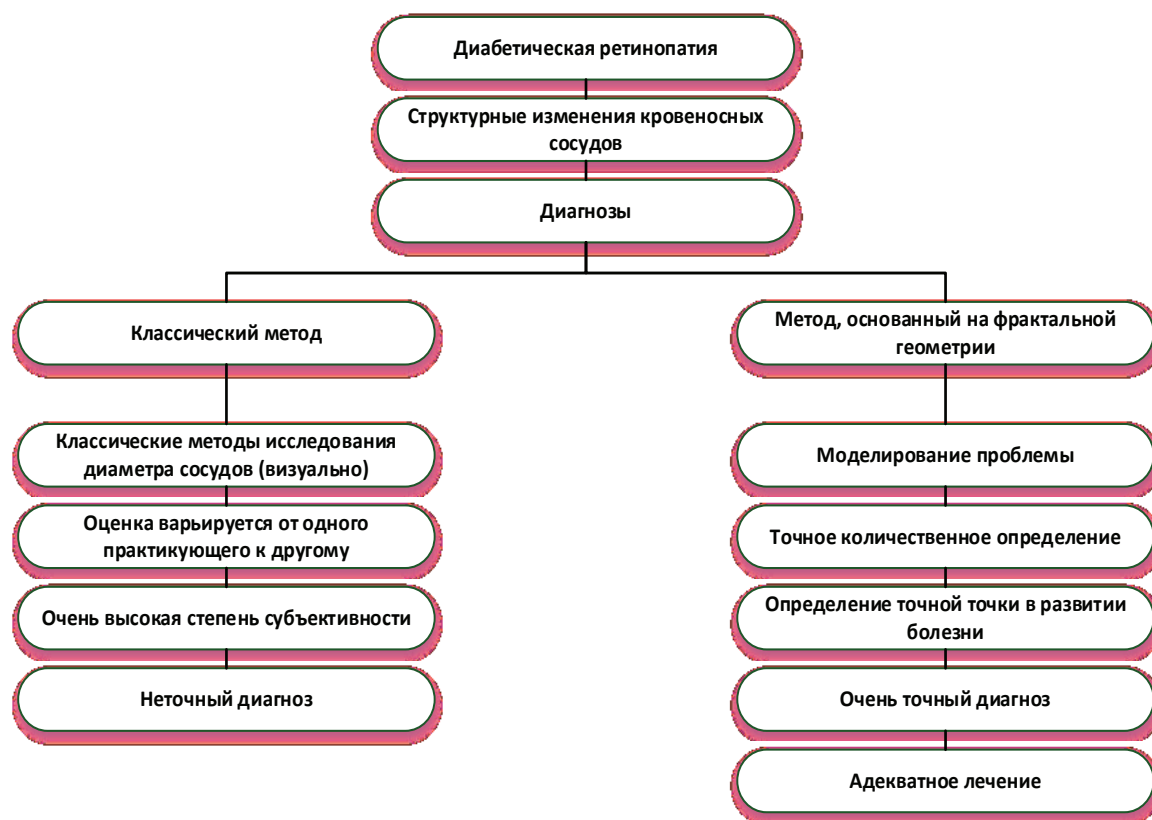 Диабетическая ретинопатия
Структурные изменения кровеносных
сосудов
Диагнозы
Классический метод
Классические методы исследования
диаметра сосудов (визуально)
Оценка варьируется от одного
практикующего к другому
Очень высокая степень субъективности
Неточный диагноз
Метод, основанный на фрактальной
геометрии
Моделирование проблемы
Точное количественное определение
Определение точной точки в развитии
болезни
Очень точный диагноз
Адекватное лечение